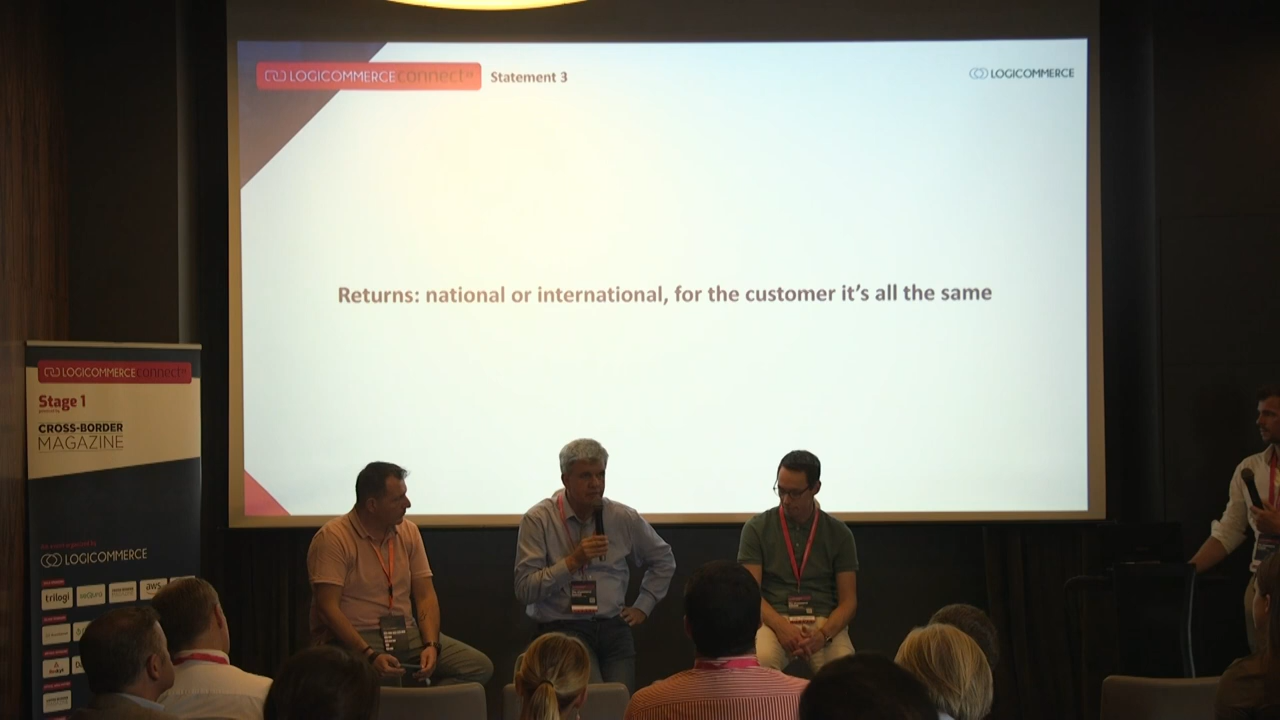 LOGICOMMERCE connect
Statement 3
LOGICOMMERCE
Returns: national or international, for the customer it's all the same
LOGICOMMERCE connect
Stage 1
CROSS-BORDER
MAGAZINE
LOGICOMMERCE
trilogi
seQura
aws